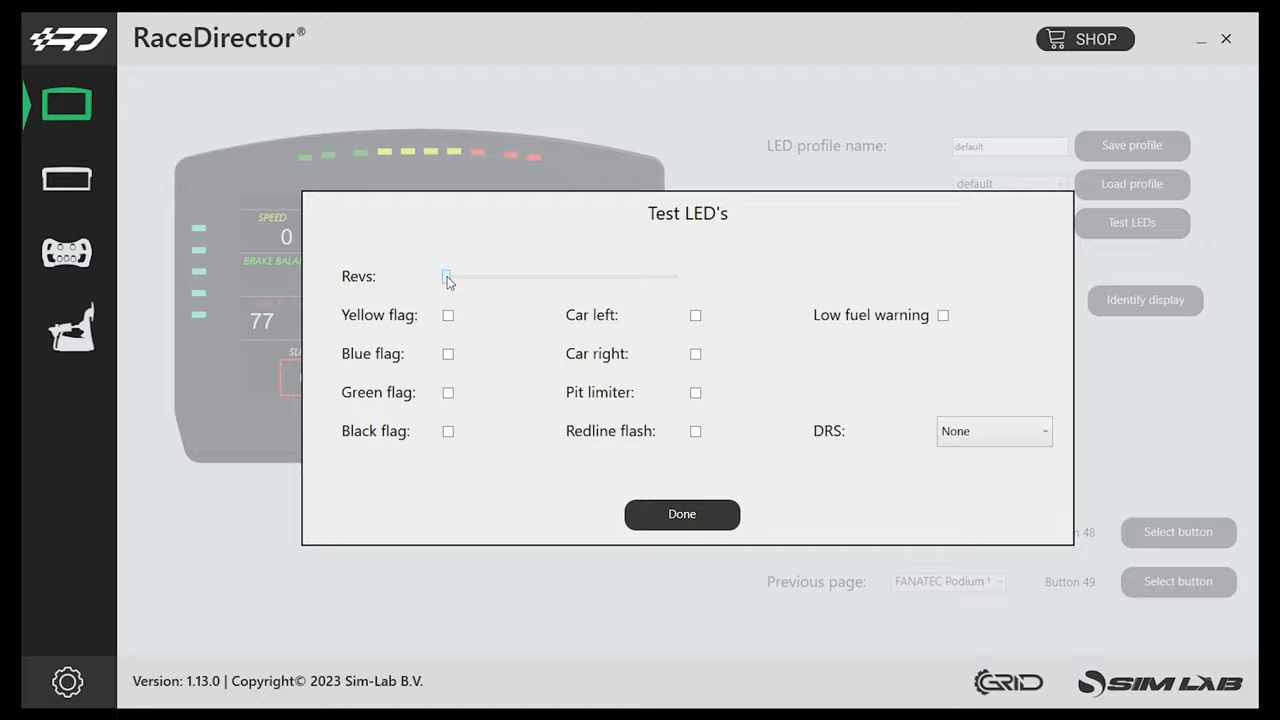 RaceDirector®
SHOP
LED profile name:
default
Save profile
default
Load profile
Test LEDs
Identify display
SPEED
0
77
Test LED's
Revs:
Yellow flag:
Car left:
Low fuel warning
Blue flag:
Car right:
Green flag:
Pit limiter:
Black flag:
Redline flash:
DRS:
None
Done
48
Select button
Previous page:
FANATEC Podium
Button 49
Select button
Version: 1.13.0 | Copyright© 2023 Sim-Lab B.V.
GRID
SIM LAB